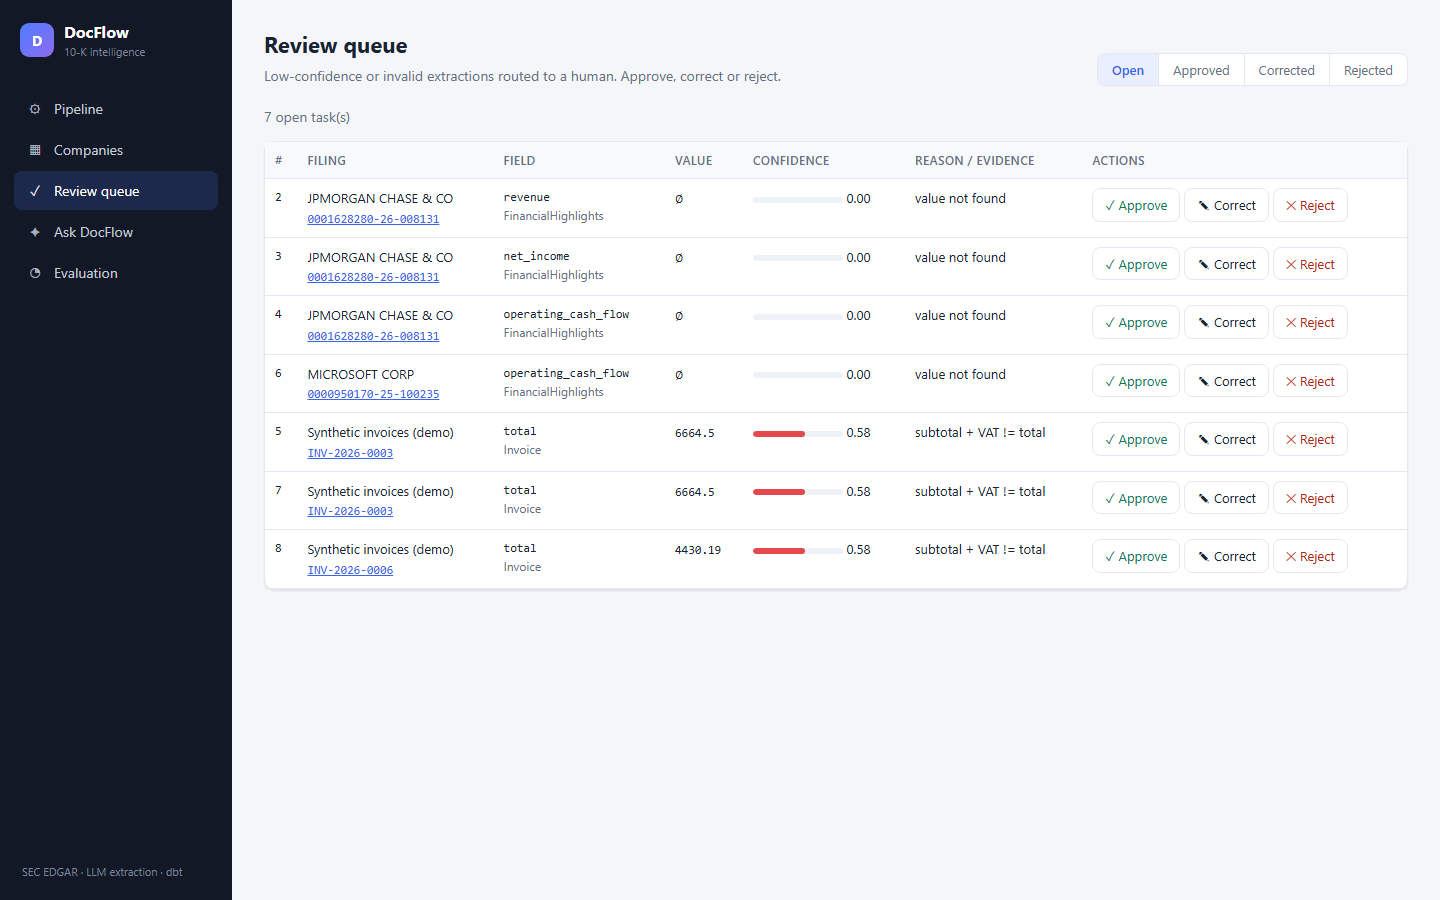 D DocFlow
10-K intelligence
Pipeline
Companies
Review queue
Ask DocFlow
Evaluation
SEC EDGAR · LLM extraction · dbt
Review queue
Low-confidence or invalid extractions routed to a human. Approve, correct or reject.
Open Approved Corrected Rejected
7 open task(s)
# FILING FIELD VALUE CONFIDENCE REASON / EVIDENCE ACTIONS
2 JPMORGAN CHASE & CO revenue Ø 0.00 value not found ✓ Approve Correct ✕ Reject
0001628280-26-008131 FinancialHighlights
3 JPMORGAN CHASE & CO net_income Ø 0.00 value not found ✓ Approve Correct ✕ Reject
0001628280-26-008131 FinancialHighlights
4 JPMORGAN CHASE & CO operating_cash_flow Ø 0.00 value not found ✓ Approve Correct ✕ Reject
0001628280-26-008131 FinancialHighlights
6 MICROSOFT CORP operating_cash_flow Ø 0.00 value not found ✓ Approve Correct ✕ Reject
0000950170-25-100235 FinancialHighlights
5 Synthetic invoices (demo) total 6664.5 0.58 subtotal + VAT != total ✓ Approve Correct ✕ Reject
INV-2026-0003 Invoice
7 Synthetic invoices (demo) total 6664.5 0.58 subtotal + VAT != total ✓ Approve Correct ✕ Reject
INV-2026-0003 Invoice
8 Synthetic invoices (demo) total 4430.19 0.58 subtotal + VAT != total ✓ Approve Correct ✕ Reject
INV-2026-0006 Invoice